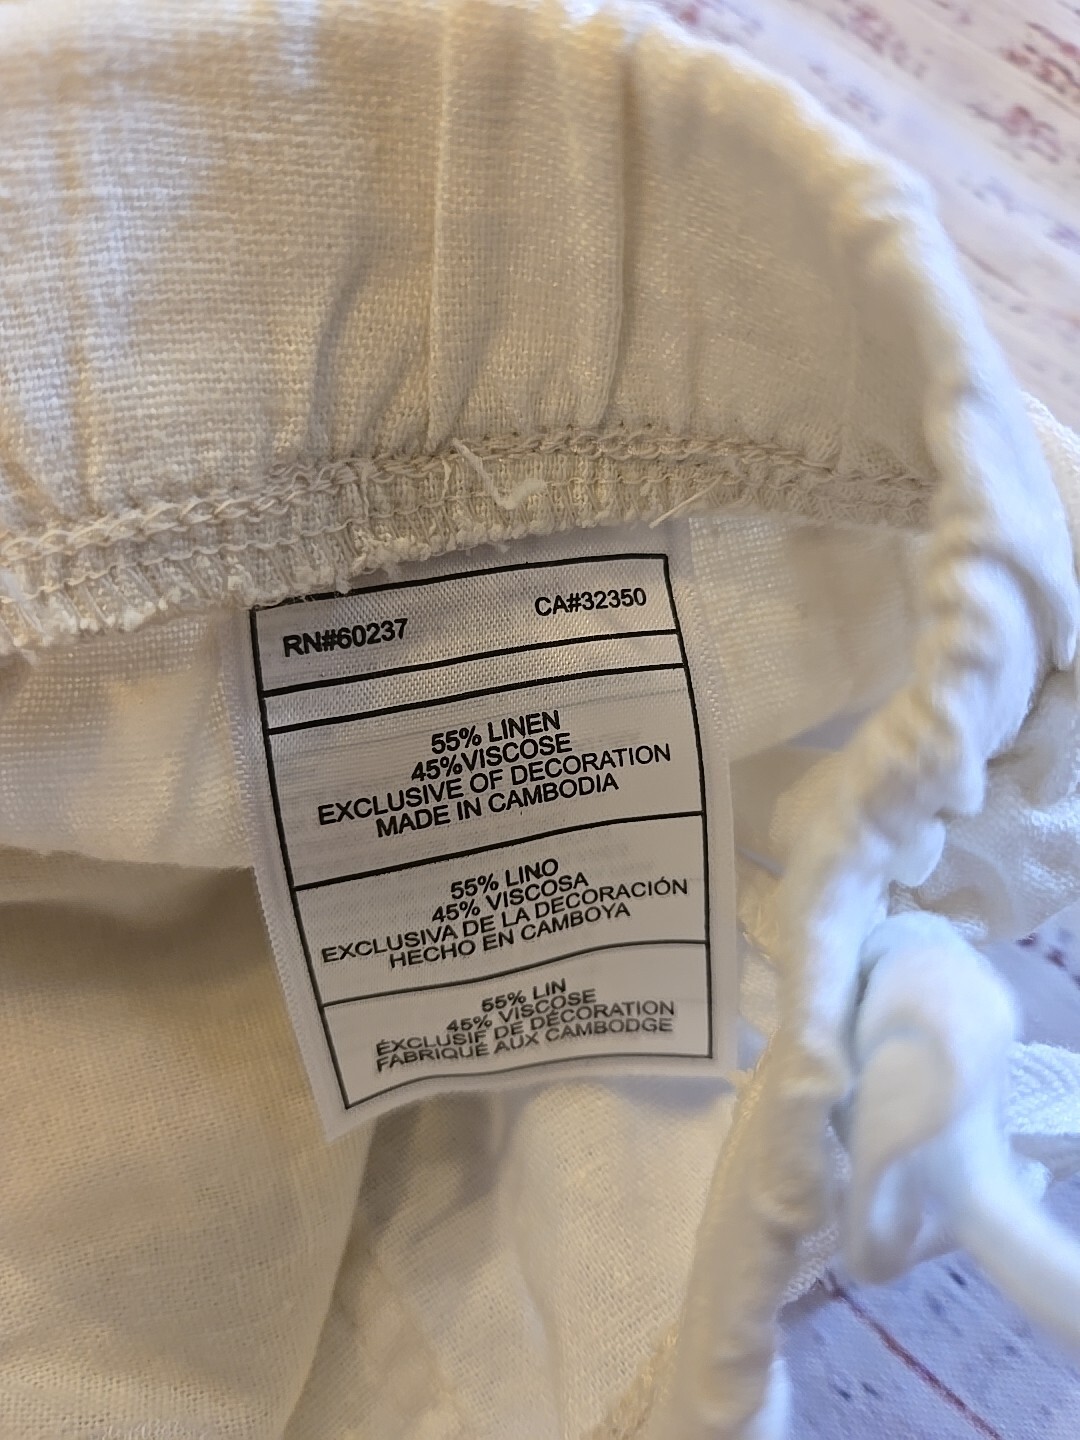 RN#60237 CA#32350
55% LINEN
45%VISCOSE
EXCLUSIVE OF DECORATION
MADE IN CAMBODIA
55% LINO
45% VISCOSA
EXCLUSIVA DE LA DECORACIÓN
HECHO EN CAMBOYA
55% LIN
45% VISCOSE
EXCLUSIF DE DÉCORATION
FABRIQUÉ AUX CAMBODGE